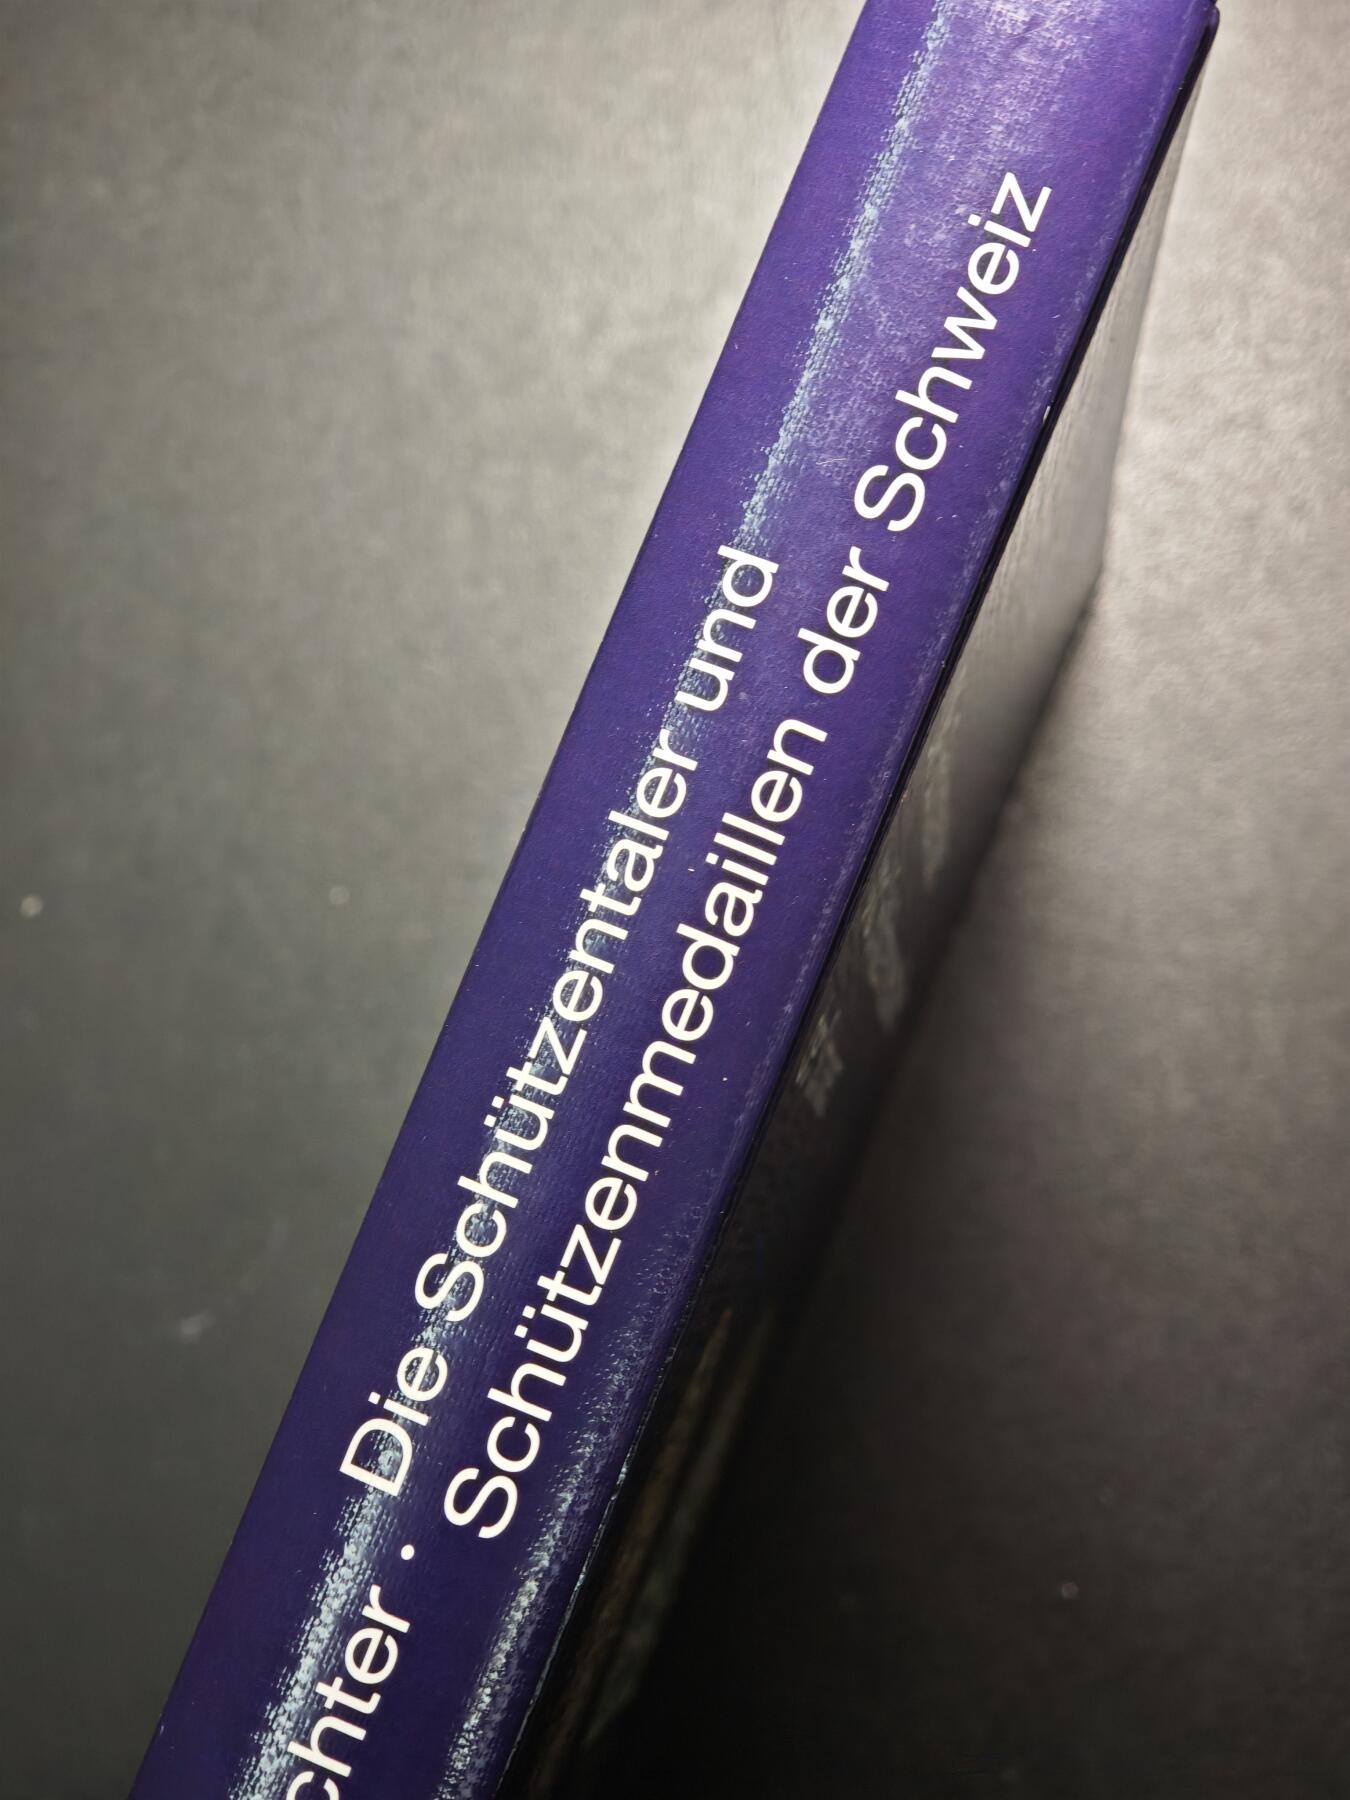 chter · Die Schützentaler und
Schützenmedaillen der Schweiz